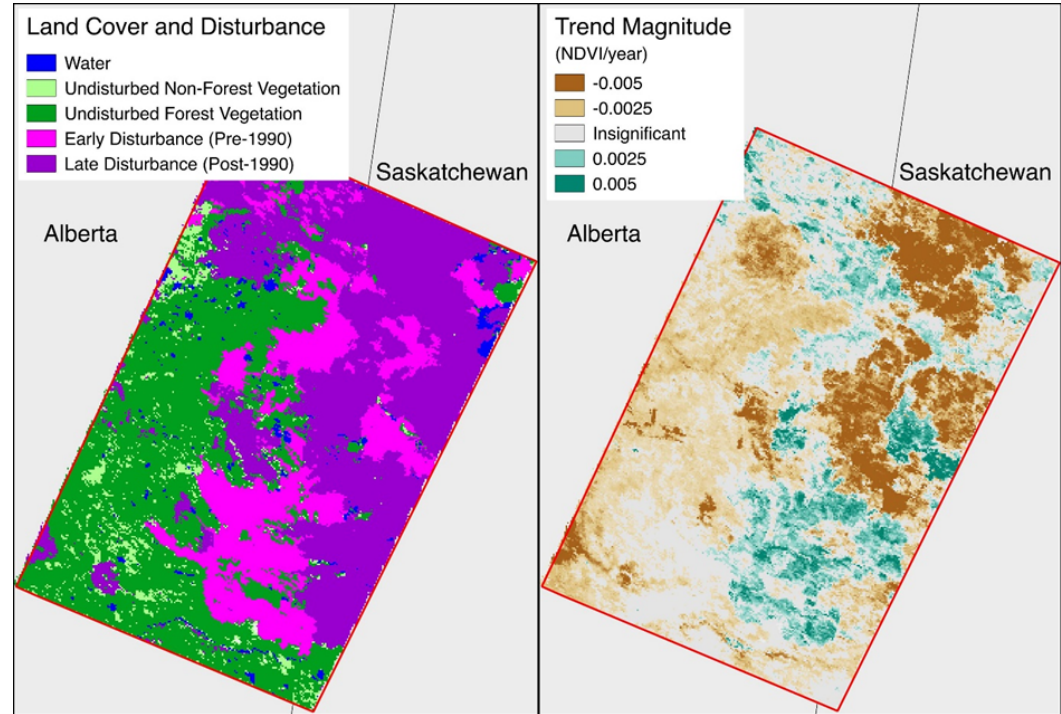 Land Cover and Disturbance
Water
Undisturbed Non-Forest Vegetation
Undisturbed Forest Vegetation
Early Disturbance (Pre-1990)
Late Disturbance (Post-1990)
Saskatchewan
Alberta
Trend Magnitude
(NDVI/year)
-0.005
-0.0025
Insignificant
0.0025
0.005
Saskatchewan
Alberta